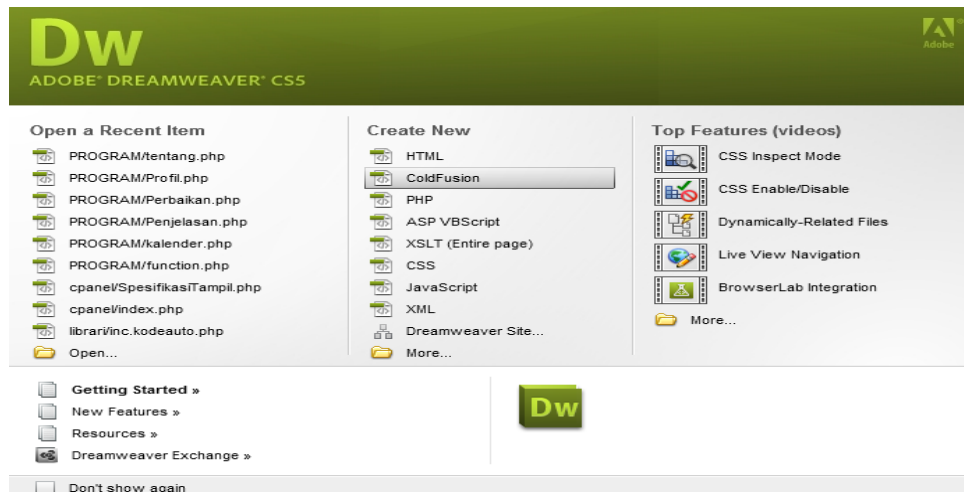 Dw
ADOBE® DREAMWEAVER® CS5
Adobe®
Open a Recent Item
PROGRAM/tentang.php
PROGRAM/Profil.php
PROGRAM/Perbaikan.php
PROGRAM/Penjelasan.php
PROGRAM/kalender.php
PROGRAM/function.php
cpanel/SpesifikasiTampil.php
cpanel/index.php
librari/inc.kodeauto.php
Open...
Create New
HTML
ColdFusion
PHP
ASP VBScript
XSLT (Entire page)
CSS
JavaScript
XML
Dreamweaver Site...
More...
Top Features (videos)
CSS Inspect Mode
CSS Enable/Disable
Dynamically-Related Files
Live View Navigation
BrowserLab Integration
More...
Getting Started »
New Features »
Resources »
Dreamweaver Exchange »
Dw
Don't show again